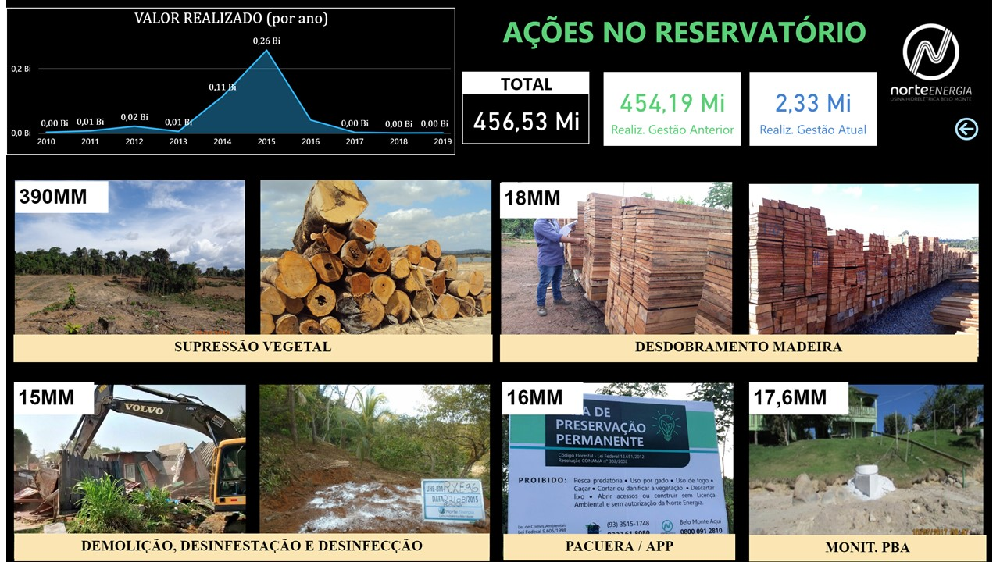 VALOR REALIZADO (por ano)
0,26 Bi
0,2 Bi
0,11 Bi
0,00 Bi
0,01 Bi
0,02 Bi
0,01 Bi
0,00 Bi
0,00 Bi
0,00 Bi
0,0 Bi
2010
2011
2012
2013
2014
2015
2016
2017
2018
2019
AÇÕES NO RESERVATÓRIO
norteENERGIA
USINA HIDRELÉTRICA BELO MONTE
TOTAL
456,53 Mi
454,19 Mi
Realiz. Gestão Anterior
2,33 Mi
Realiz. Gestão Atual
390MM
SUPRESSÃO VEGETAL
18MM
DESDOBRAMENTO MADEIRA
15MM
VOLVO
DANY
UHE-BM RXE96
DATA 22/08/2015
Norte Energia
DEMOLIÇÃO, DESINFESTAÇÃO E DESINFECÇÃO
16MM
A DE
PRESERVAÇÃO
PERMANENTE
Código Florestal - Lei Federal 12.651/2012
Resolução CONAMA nº 302/2002
PROIBIDO: Pesca predatória • Uso por gado • Uso de fogo •
Caçar • Cortar ou danificar a vegetação • Descartar
lixo • Abrir acessos ou construir sem Licença
Ambiental e sem autorização da Norte Energia.
Lei de Crimes Ambientais
Lei Federal 9.605/1998
(93) 3515-1748
Belo Monte Aqui
0800 091 2810
PACUERA / APP
17,6MM
MONIT. PBA